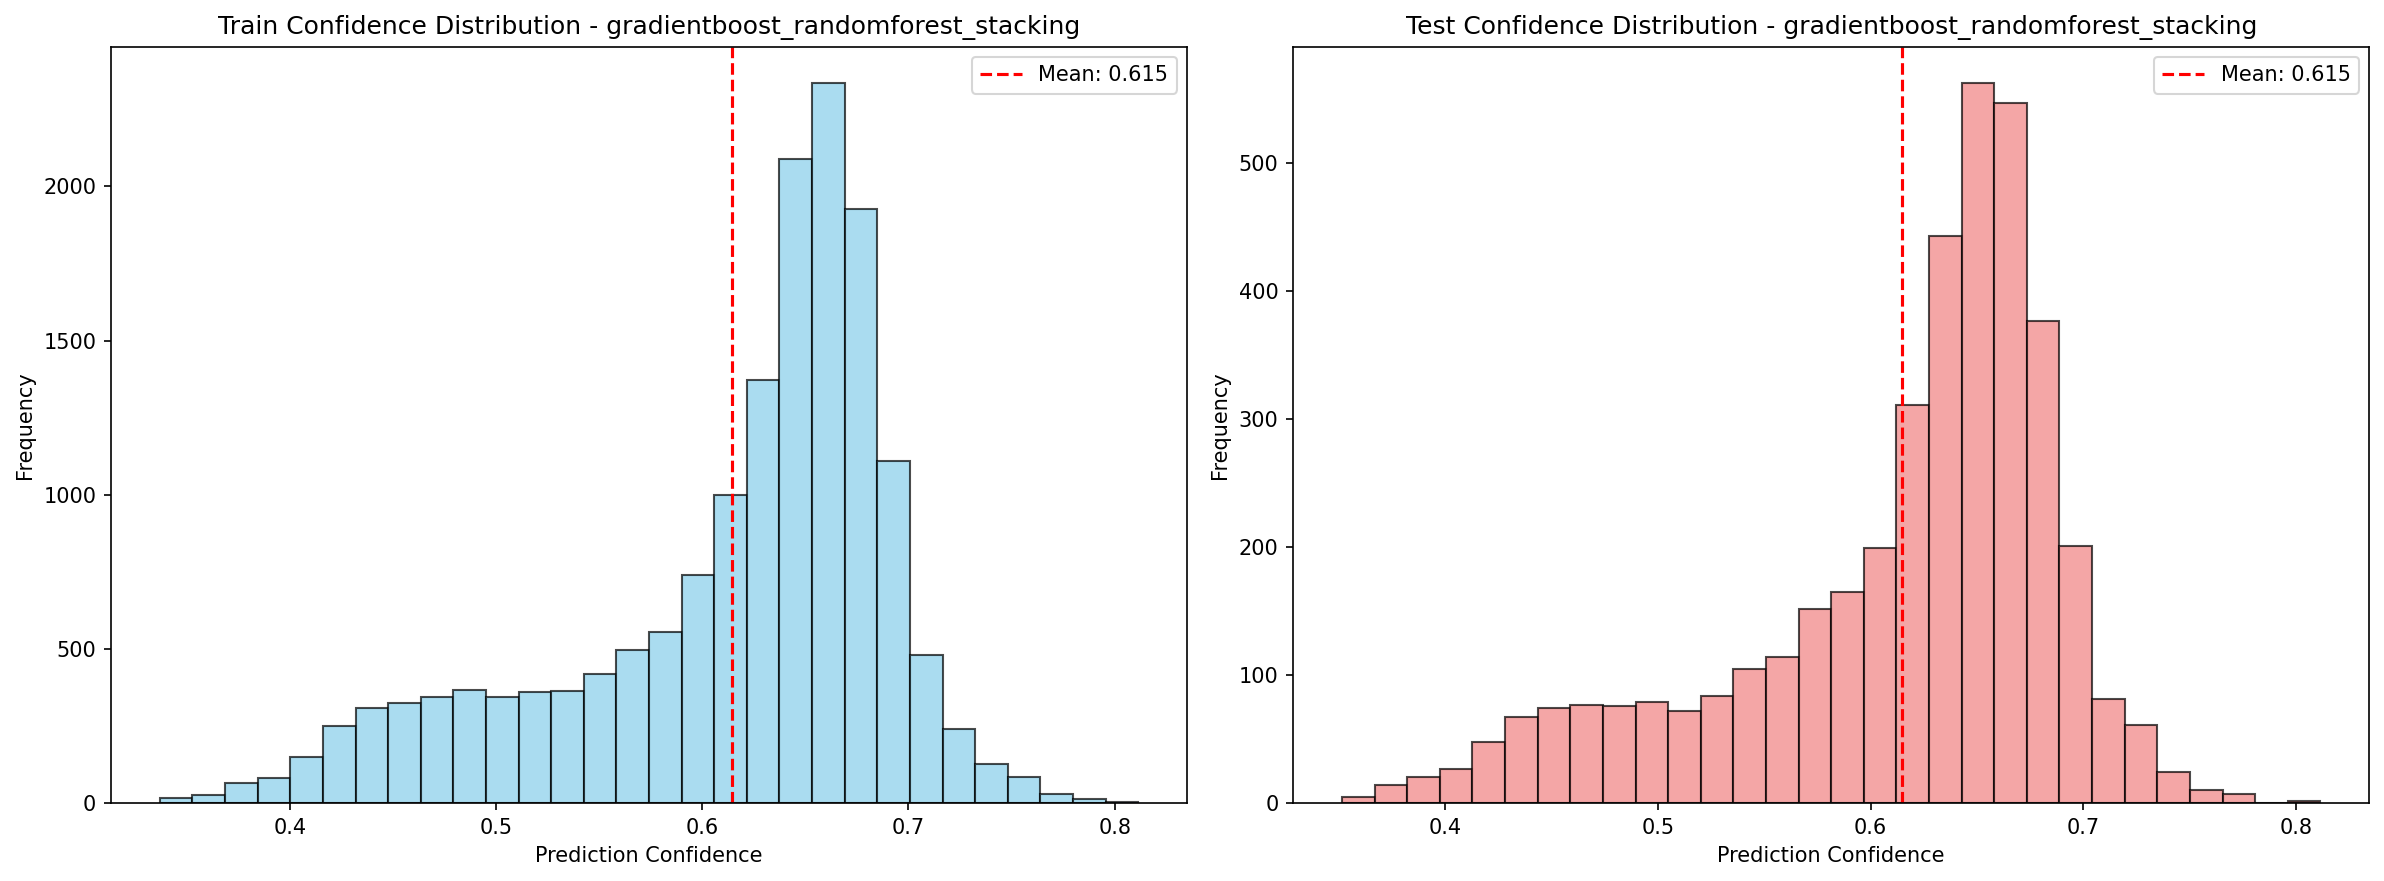 Train Confidence Distribution - gradientboost_randomforest_stacking
Mean: 0.615
Frequency
2000
1500
1000
500
0
0.4 0.5 0.6 0.7 0.8
Prediction Confidence
Test Confidence Distribution - gradientboost_randomforest_stacking
Mean: 0.615
Frequency
500
400
300
200
100
0
0.4 0.5 0.6 0.7 0.8
Prediction Confidence